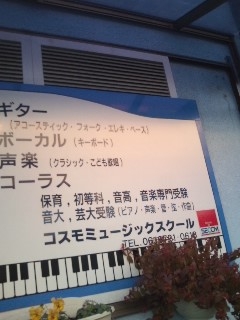 ギター
(アコースティック・フォーク・エレキ・ベース)
ボーカル (キーボード)
声楽 (クラシック・こども歌唱)
コーラス
保育 , 初等科 , 音高 , 音楽専門受験
音大 , 芸大受験 (ピアノ・声楽・管・弦・作曲)
コスモミュージックスクール
TEL
SECOM